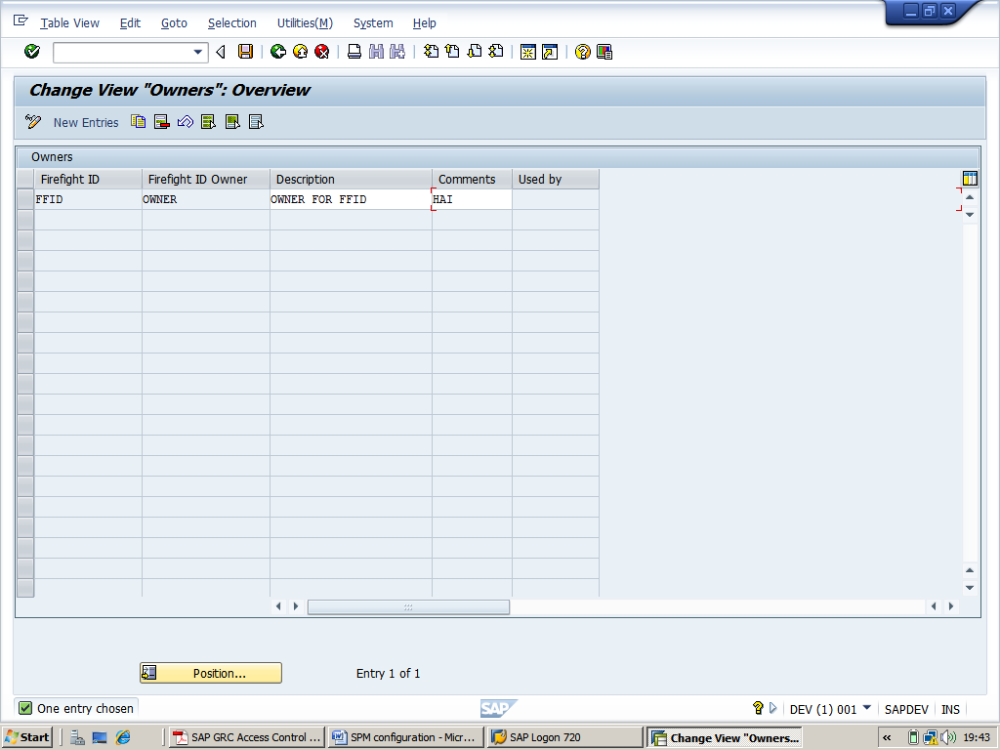 Table View Edit Goto Selection Utilities(M) System Help
Change View "Owners": Overview
New Entries
Owners
Firefight ID Firefight ID Owner Description Comments Used by
FFID OWNER OWNER FOR FFID HAI
Position... Entry 1 of 1
One entry chosen SAP DEV (1) 001 SAPDEV INS
Start SAP GRC Access Control ... SPM configuration - Micr... SAP Logon 720 Change View "Owners... « 19:43